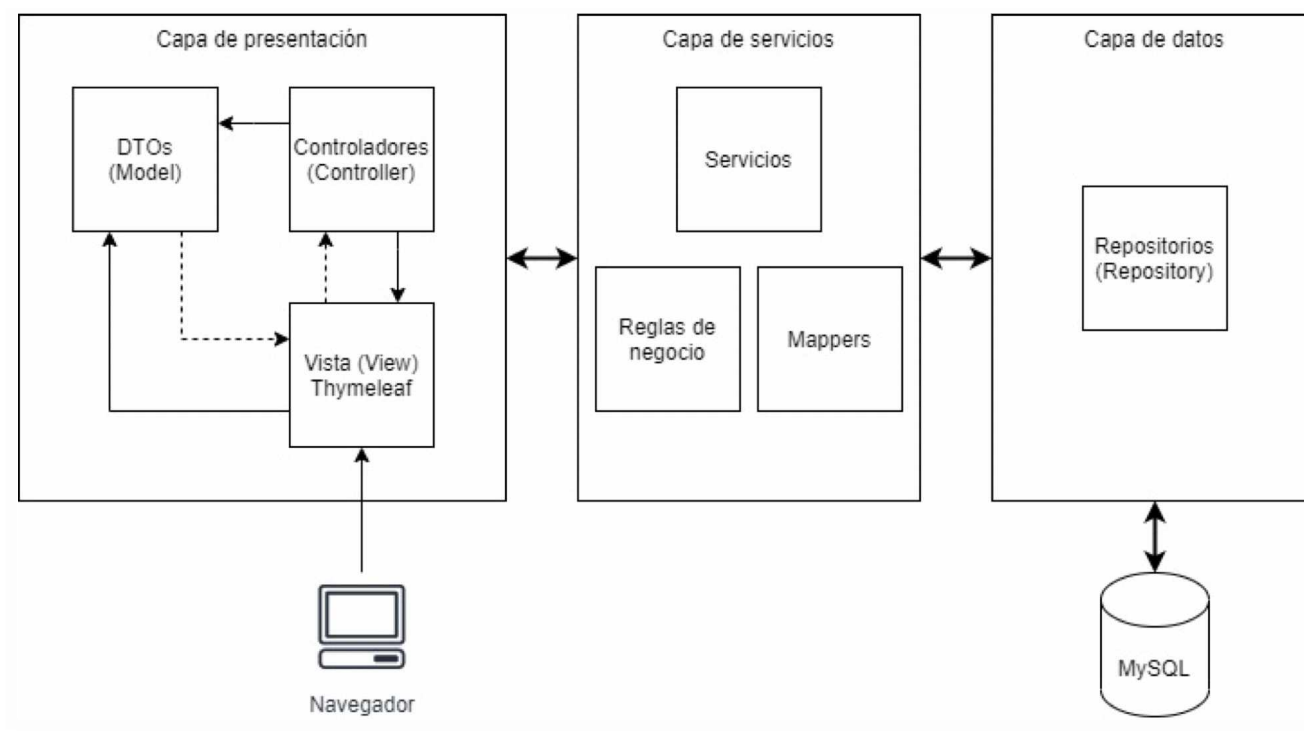 Capa de presentación
Capa de servicios
Capa de datos
DTOs
(Model)
Controladores
(Controller)
Vista (View)
Thymeleaf
Servicios
Reglas de
negocio
Mappers
Repositorios
(Repository)
Navegador
MySQL